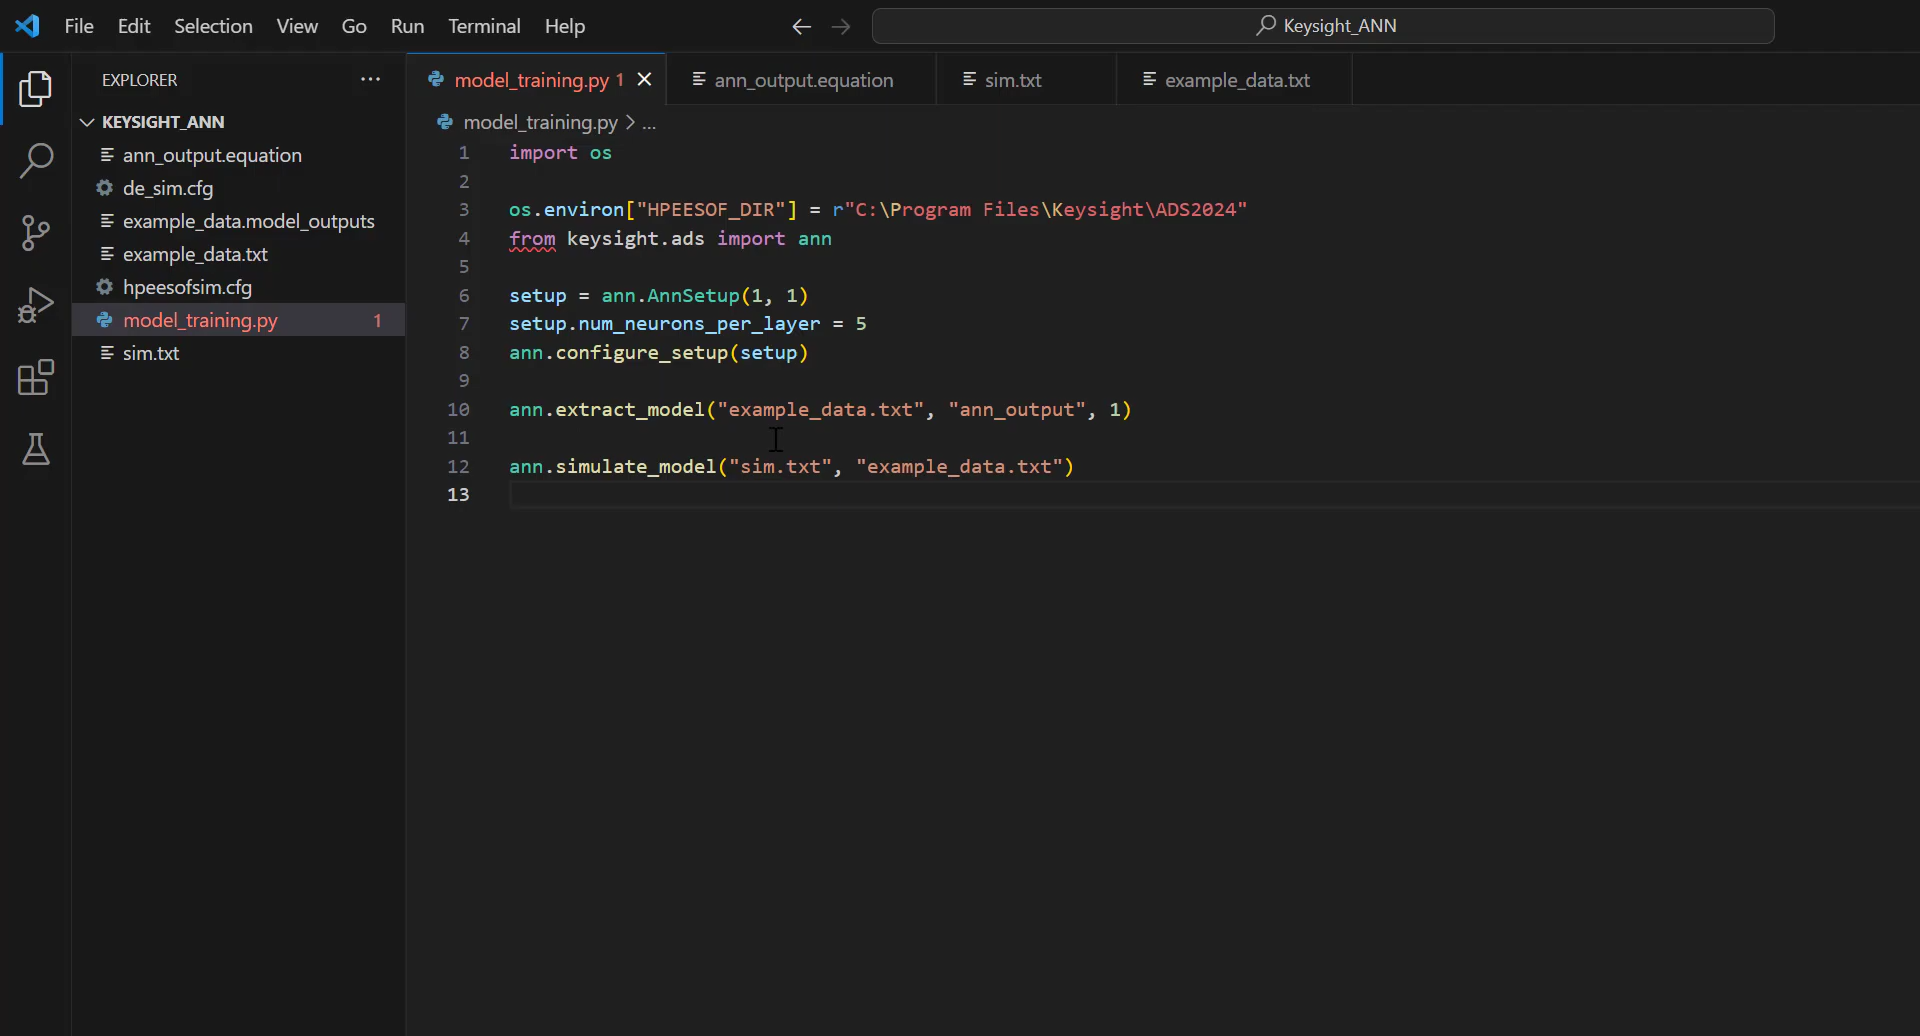 File Edit Selection View Go Run Terminal Help Keysight_ANN
EXPLORER
KEYSIGHT_ANN
ann_output.equation
de_sim.cfg
example_data.model_outputs
example_data.txt
hpeesofsim.cfg
model_training.py 1
sim.txt
model_training.py 1 ann_output.equation sim.txt example_data.txt
model_training.py > ...
1 import os
2
3 os.environ["HPEESOF_DIR"] = r"C:\Program Files\Keysight\ADS2024"
4 from keysight.ads import ann
5
6 setup = ann.AnnSetup(1, 1)
7 setup.num_neurons_per_layer = 5
8 ann.configure_setup(setup)
9
10 ann.extract_model("example_data.txt", "ann_output", 1)
11
12 ann.simulate_model("sim.txt", "example_data.txt")
13